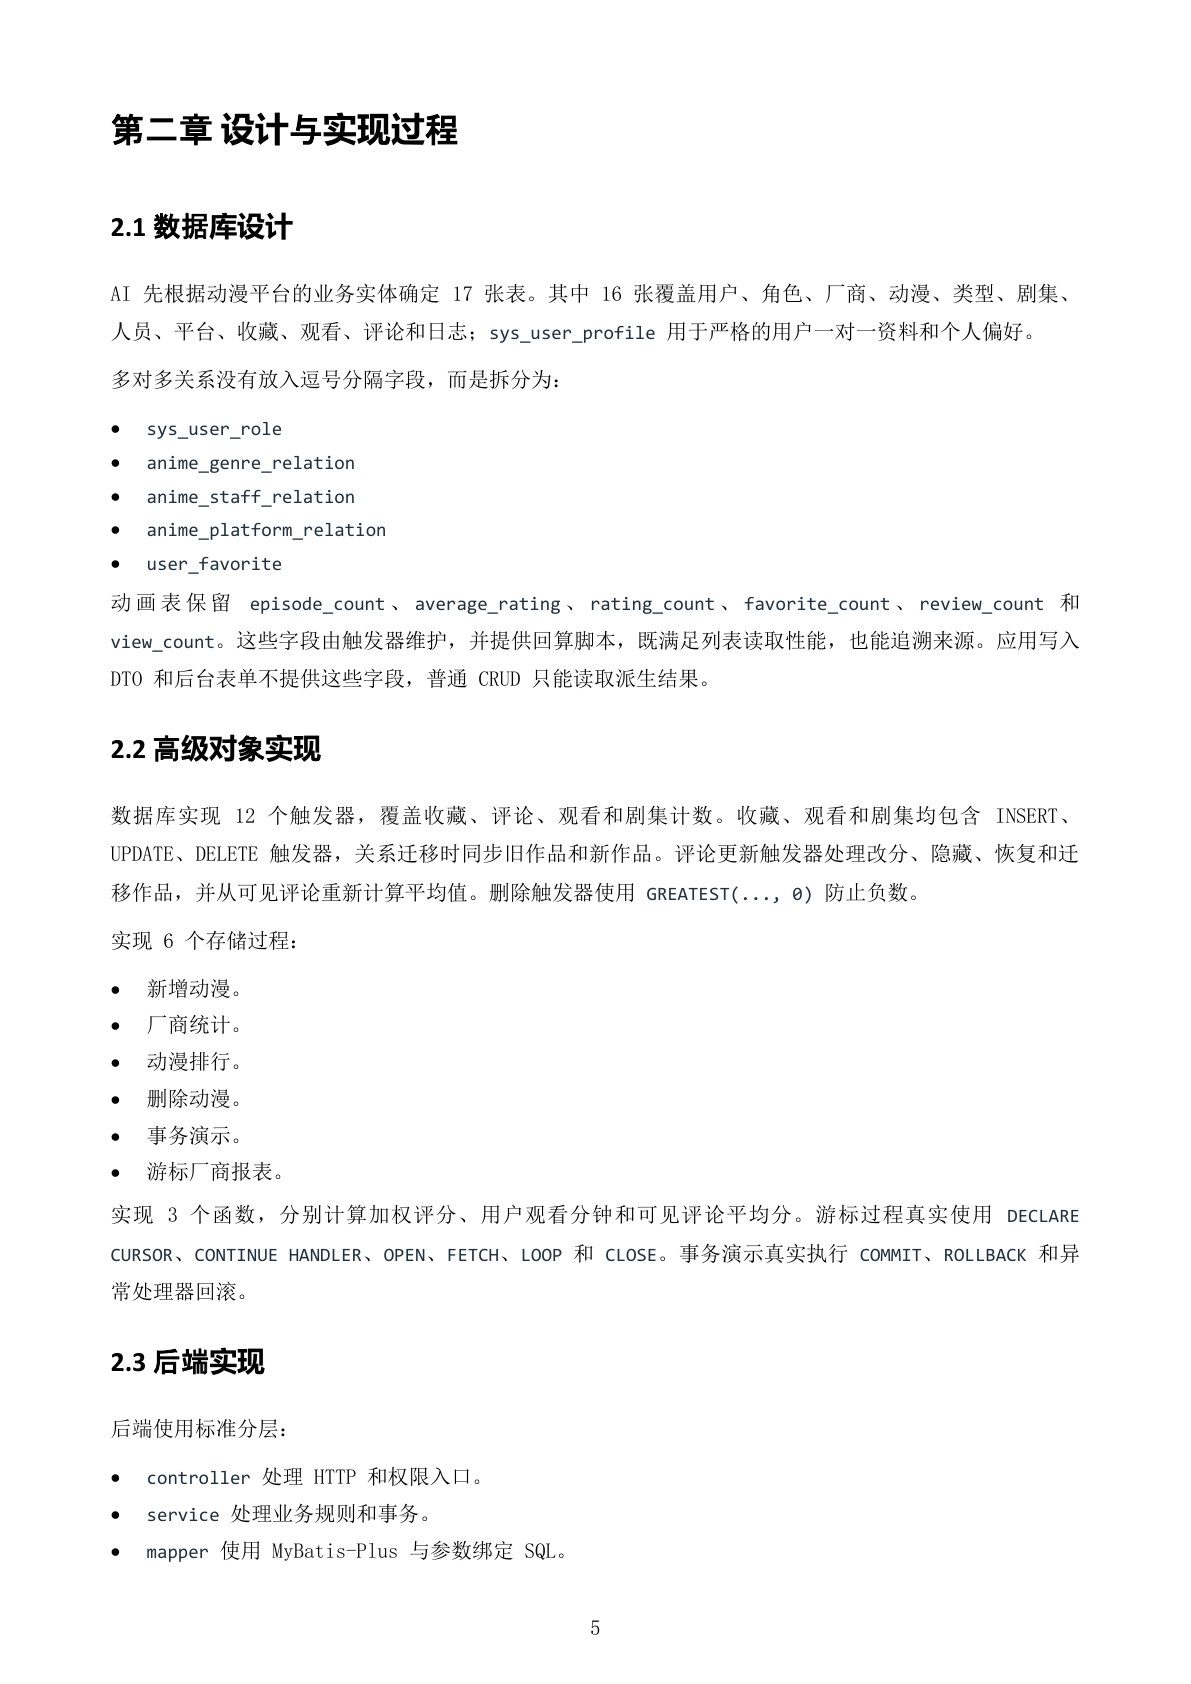 第二章 设计与实现过程
2.1 数据库设计
AI 先根据动漫平台的业务实体确定 17 张表。其中 16 张覆盖用户、角色、厂商、动漫、类型、剧集、
人员、平台、收藏、观看、评论和日志；sys_user_profile 用于严格的用户一对一资料和个人偏好。
多对多关系没有放入逗号分隔字段，而是拆分为：
• sys_user_role
• anime_genre_relation
• anime_staff_relation
• anime_platform_relation
• user_favorite
动画表保留 episode_count、average_rating、rating_count、favorite_count、review_count 和
view_count。这些字段由触发器维护，并提供回算脚本，既满足列表读取性能，也能追溯来源。应用写入
DTO 和后台表单不提供这些字段，普通 CRUD 只能读取派生结果。
2.2 高级对象实现
数据库实现 12 个触发器，覆盖收藏、评论、观看和剧集计数。收藏、观看和剧集均包含 INSERT、
UPDATE、DELETE 触发器，关系迁移时同步旧作品和新作品。评论更新触发器处理改分、隐藏、恢复和迁
移作品，并从可见评论重新计算平均值。删除触发器使用 GREATEST(..., 0) 防止负数。
实现 6 个存储过程：
• 新增动漫。
• 厂商统计。
• 动漫排行。
• 删除动漫。
• 事务演示。
• 游标厂商报表。
实现 3 个函数，分别计算加权评分、用户观看分钟和可见评论平均分。游标过程真实使用 DECLARE
CURSOR、CONTINUE HANDLER、OPEN、FETCH、LOOP 和 CLOSE。事务演示真实执行 COMMIT、ROLLBACK 和异
常处理器回滚。
2.3 后端实现
后端使用标准分层：
• controller 处理 HTTP 和权限入口。
• service 处理业务规则和事务。
• mapper 使用 MyBatis-Plus 与参数绑定 SQL。
5